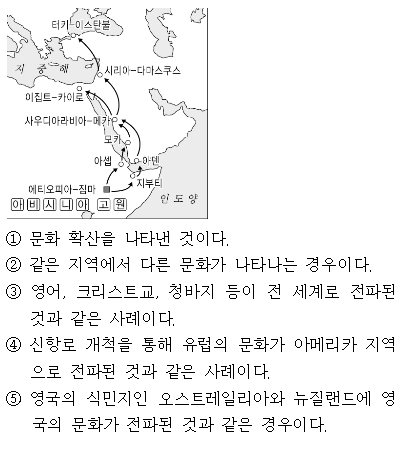 터키-이스탄불
지 중 해
시리아-다마스쿠스
이집트-카이로
사우디아라비아-메카
모카
아셉
아덴
지부티
에티오피아-짐마
인 도 양
아비시니아 고원
① 문화 확산을 나타낸 것이다.
② 같은 지역에서 다른 문화가 나타나는 경우이다.
③ 영어, 크리스트교, 청바지 등이 전 세계로 전파된
것과 같은 사례이다.
④ 신항로 개척을 통해 유럽의 문화가 아메리카 지역
으로 전파된 것과 같은 사례이다.
⑤ 영국의 식민지인 오스트레일리아와 뉴질랜드에 영
국의 문화가 전파된 것과 같은 경우이다.